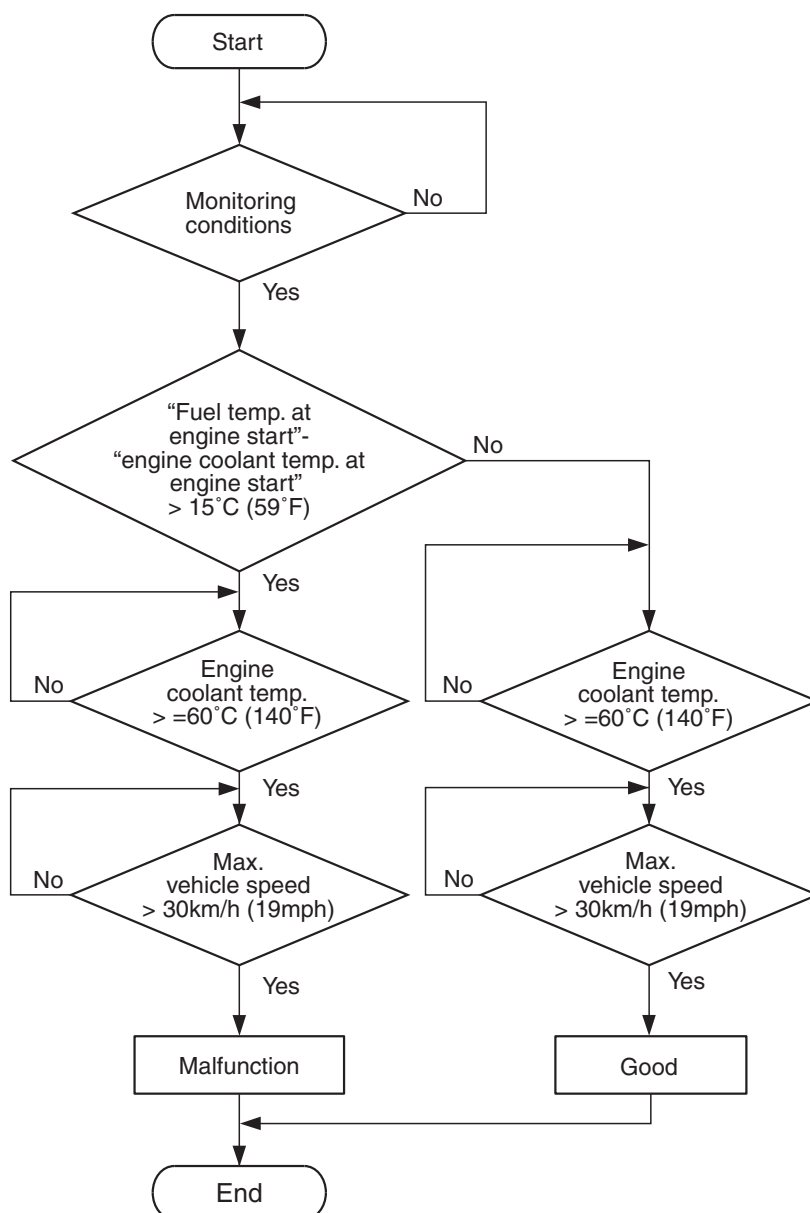 Start
No
Monitoring
conditions
Yes
“Fuel temp. at
engine start”-
“engine coolant temp. at
engine start”
> 15˚C (59˚F)
No
Yes
Engine
coolant temp.
> =60˚C (140˚F)
No
Yes
Engine
coolant temp.
> =60˚C (140˚F)
No
Yes
Max.
vehicle speed
> 30km/h (19mph)
No
Yes
Max.
vehicle speed
> 30km/h (19mph)
No
Yes
Malfunction
Good
End